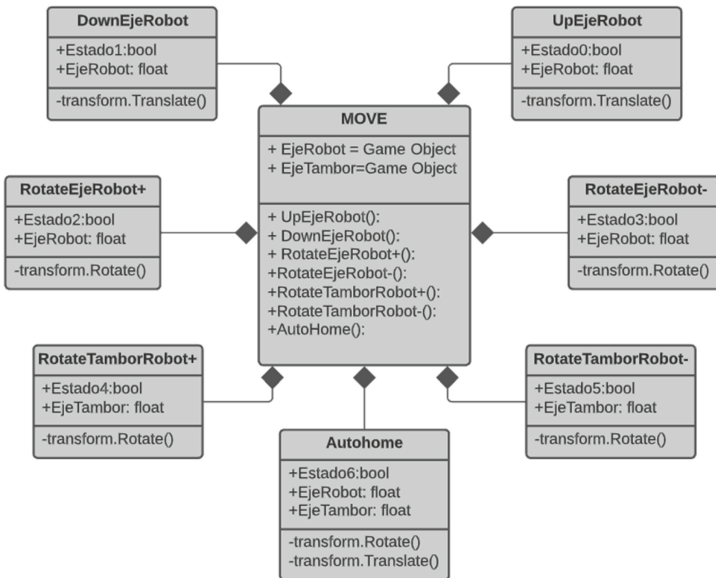 DownEjeRobot
+Estado1:bool
+EjeRobot: float
-transform.Translate()
UpEjeRobot
+Estado0:bool
+EjeRobot: float
-transform.Translate()
MOVE
+ EjeRobot = Game Object
+ EjeTambor=Game Object
+ UpEjeRobot():
+ DownEjeRobot():
+ RotateEjeRobot+():
+RotateEjeRobot-():
+RotateTamborRobot+():
+RotateTamborRobot-():
+AutoHome():
RotateEjeRobot+
+Estado2:bool
+EjeRobot: float
-transform.Rotate()
RotateEjeRobot-
+Estado3:bool
+EjeRobot: float
-transform.Rotate()
RotateTamborRobot+
+Estado4:bool
+EjeTambor: float
-transform.Rotate()
RotateTamborRobot-
+Estado5:bool
+EjeTambor: float
-transform.Rotate()
Autohome
+Estado6:bool
+EjeRobot: float
+EjeTambor: float
-transform.Rotate()
-transform.Translate()